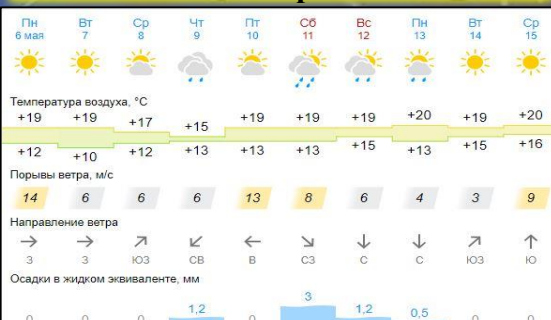 Пн Вт Ср Чт Пт Сб Вс Пн Вт Ср
6 мая 7 8 9 10 11 12 13 14 15
Температура воздуха, °C
+19 +19 +17 +15 +19 +19 +19 +20 +19 +20
+12 +10 +12 +13 +13 +13 +15 +13 +15 +16
Порывы ветра, м/с
14 6 6 6 13 8 6 4 3 9
Направление ветра
З З ЮЗ СВ В СЗ С С ЮЗ Ю
Осадки в жидком эквиваленте, мм
0 0 0 1,2 0 3 1,2 0,5 0 0